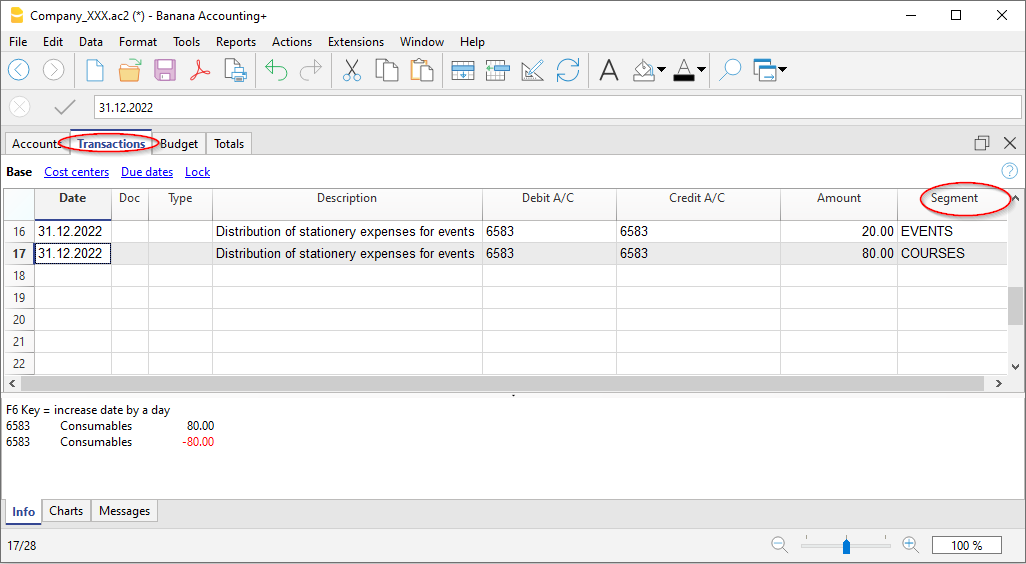 Company_XXX.ac2 (*) - Banana Accounting+
File Edit Data Format Tools Reports Actions Extensions Window Help
31.12.2022
Accounts Transactions Budget Totals
Base Cost centers Due dates Lock ?
Date Doc Type Description Debit A/C Credit A/C Amount Segment
16 31.12.2022 Distribution of stationery expenses for events 6583 6583 20.00 EVENTS
17 31.12.2022 Distribution of stationery expenses for events 6583 6583 80.00 COURSES
18
19
20
21
22
F6 Key = increase date by a day
6583 Consumables 80.00
6583 Consumables -80.00
Info Charts Messages
17/28 100 %